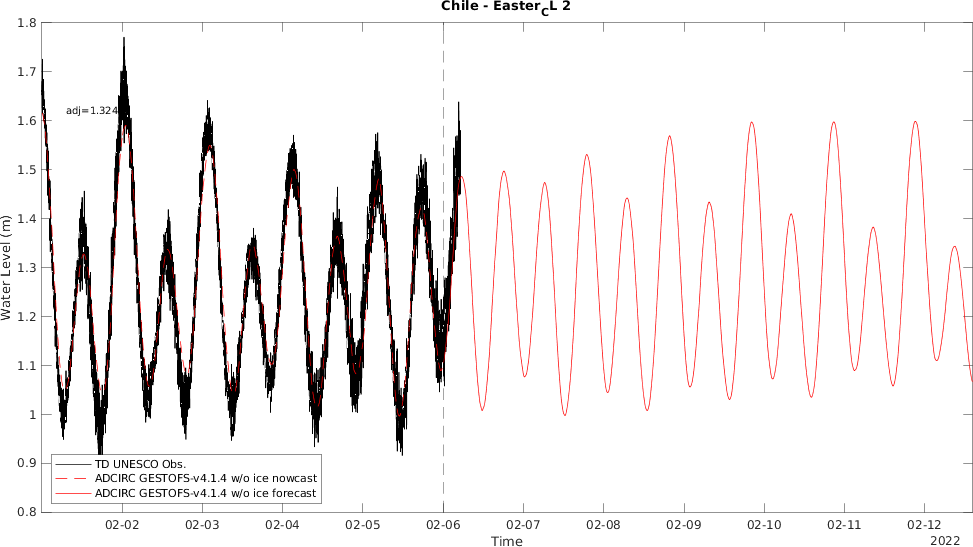 Chile - Easter_CL 2
1.8
1.7
adj=1.324
1.6
1.5
1.4
1.3
1.2
1.1
1
0.9
0.8
Water Level (m)
TD UNESCO Obs.
ADCIRC GESTOFS-v4.1.4 w/o ice nowcast
ADCIRC GESTOFS-v4.1.4 w/o ice forecast
02-02 02-03 02-04 02-05 02-06 02-07 02-08 02-09 02-10 02-11 02-12
Time
2022